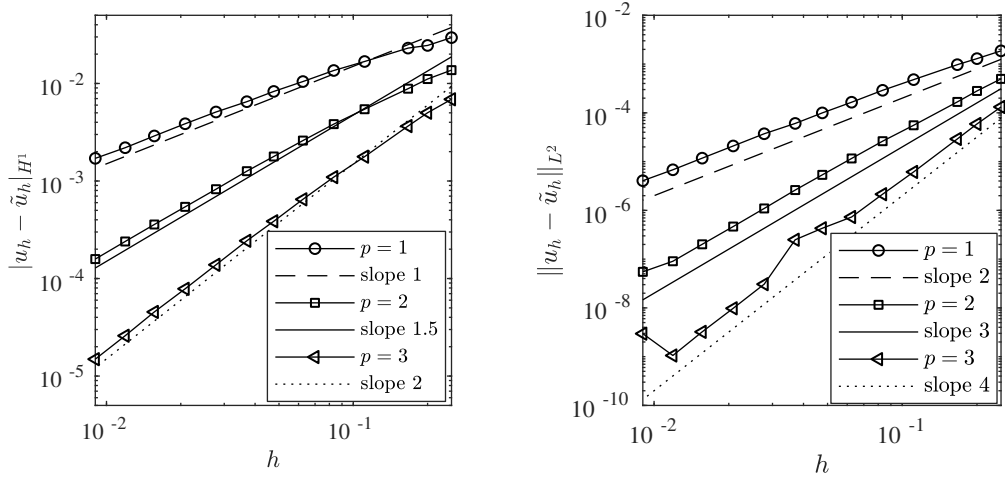 |u_h − ũ_h|_{H^1}
10^{-2}
10^{-3}
10^{-4}
10^{-5}
p = 1
slope 1
p = 2
slope 1.5
p = 3
slope 2
10^{-2}
10^{-1}
h
||u_h − ũ_h||_{L^2}
10^{-2}
10^{-4}
10^{-6}
10^{-8}
10^{-10}
p = 1
slope 2
p = 2
slope 3
p = 3
slope 4
10^{-2}
10^{-1}
h